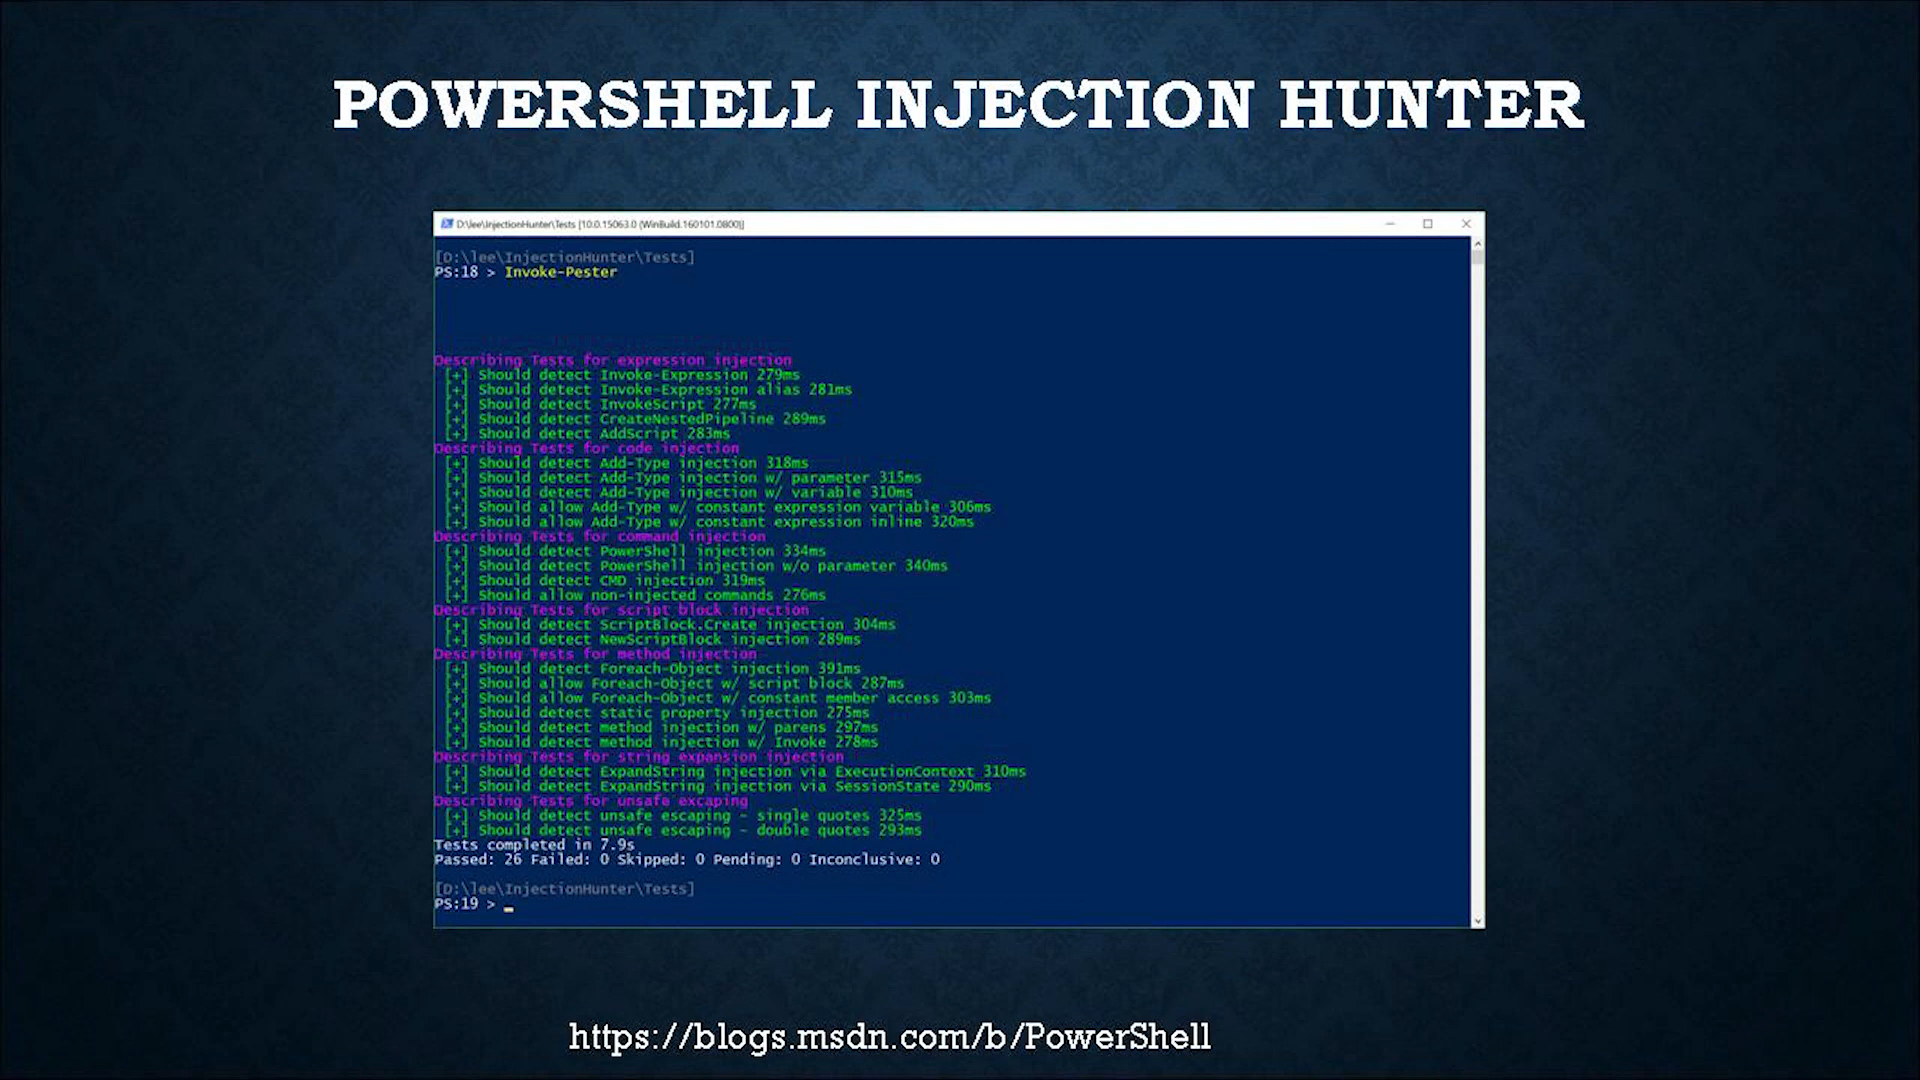 POWERSHELL INJECTION HUNTER
D:\lee\InjectionHunter\Tests [10.0.15063.0 (WinBuild.160101.0800)]
[D:\lee\InjectionHunter\Tests]
PS:18 > Invoke-Pester
Describing Tests for expression injection
[+] Should detect Invoke-Expression 279ms
[+] Should detect Invoke-Expression alias 281ms
[+] Should detect InvokeScript 277ms
[+] Should detect CreateNestedPipeline 289ms
[+] Should detect AddScript 283ms
Describing Tests for code injection
[+] Should detect Add-Type injection 318ms
[+] Should detect Add-Type injection w/ parameter 315ms
[+] Should detect Add-Type injection w/ variable 310ms
[+] Should allow Add-Type w/ constant expression variable 306ms
[+] Should allow Add-Type w/ constant expression inline 320ms
Describing Tests for command injection
[+] Should detect PowerShell injection 334ms
[+] Should detect PowerShell injection w/o parameter 340ms
[+] Should detect CMD injection 319ms
[+] Should allow non-injected commands 276ms
Describing Tests for script block injection
[+] Should detect ScriptBlock.Create injection 304ms
[+] Should detect NewScriptBlock injection 289ms
Describing Tests for method injection
[+] Should detect Foreach-Object injection 391ms
[+] Should allow Foreach-Object w/ script block 287ms
[+] Should allow Foreach-Object w/ constant member access 303ms
[+] Should detect static property injection 275ms
[+] Should detect method injection w/ parens 297ms
[+] Should detect method injection w/ Invoke 278ms
Describing Tests for string expansion injection
[+] Should detect ExpandString injection via ExecutionContext 310ms
[+] Should detect ExpandString injection via SessionState 290ms
Describing Tests for unsafe excaping
[+] Should detect unsafe escaping - single quotes 325ms
[+] Should detect unsafe escaping - double quotes 293ms
Tests completed in 7.9s
Passed: 26 Failed: 0 Skipped: 0 Pending: 0 Inconclusive: 0
[D:\lee\InjectionHunter\Tests]
PS:19 > _
https://blogs.msdn.com/b/PowerShell